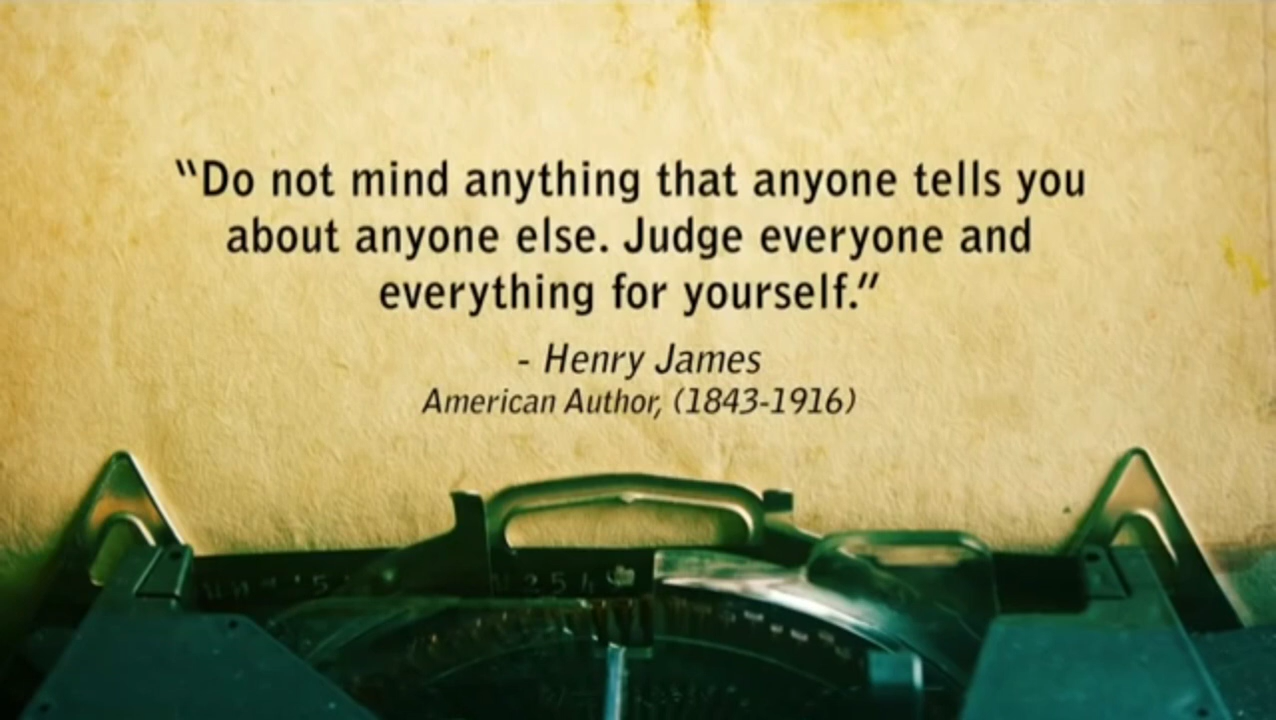 “Do not mind anything that anyone tells you
about anyone else. Judge everyone and
everything for yourself.”
- Henry James
American Author, (1843-1916)